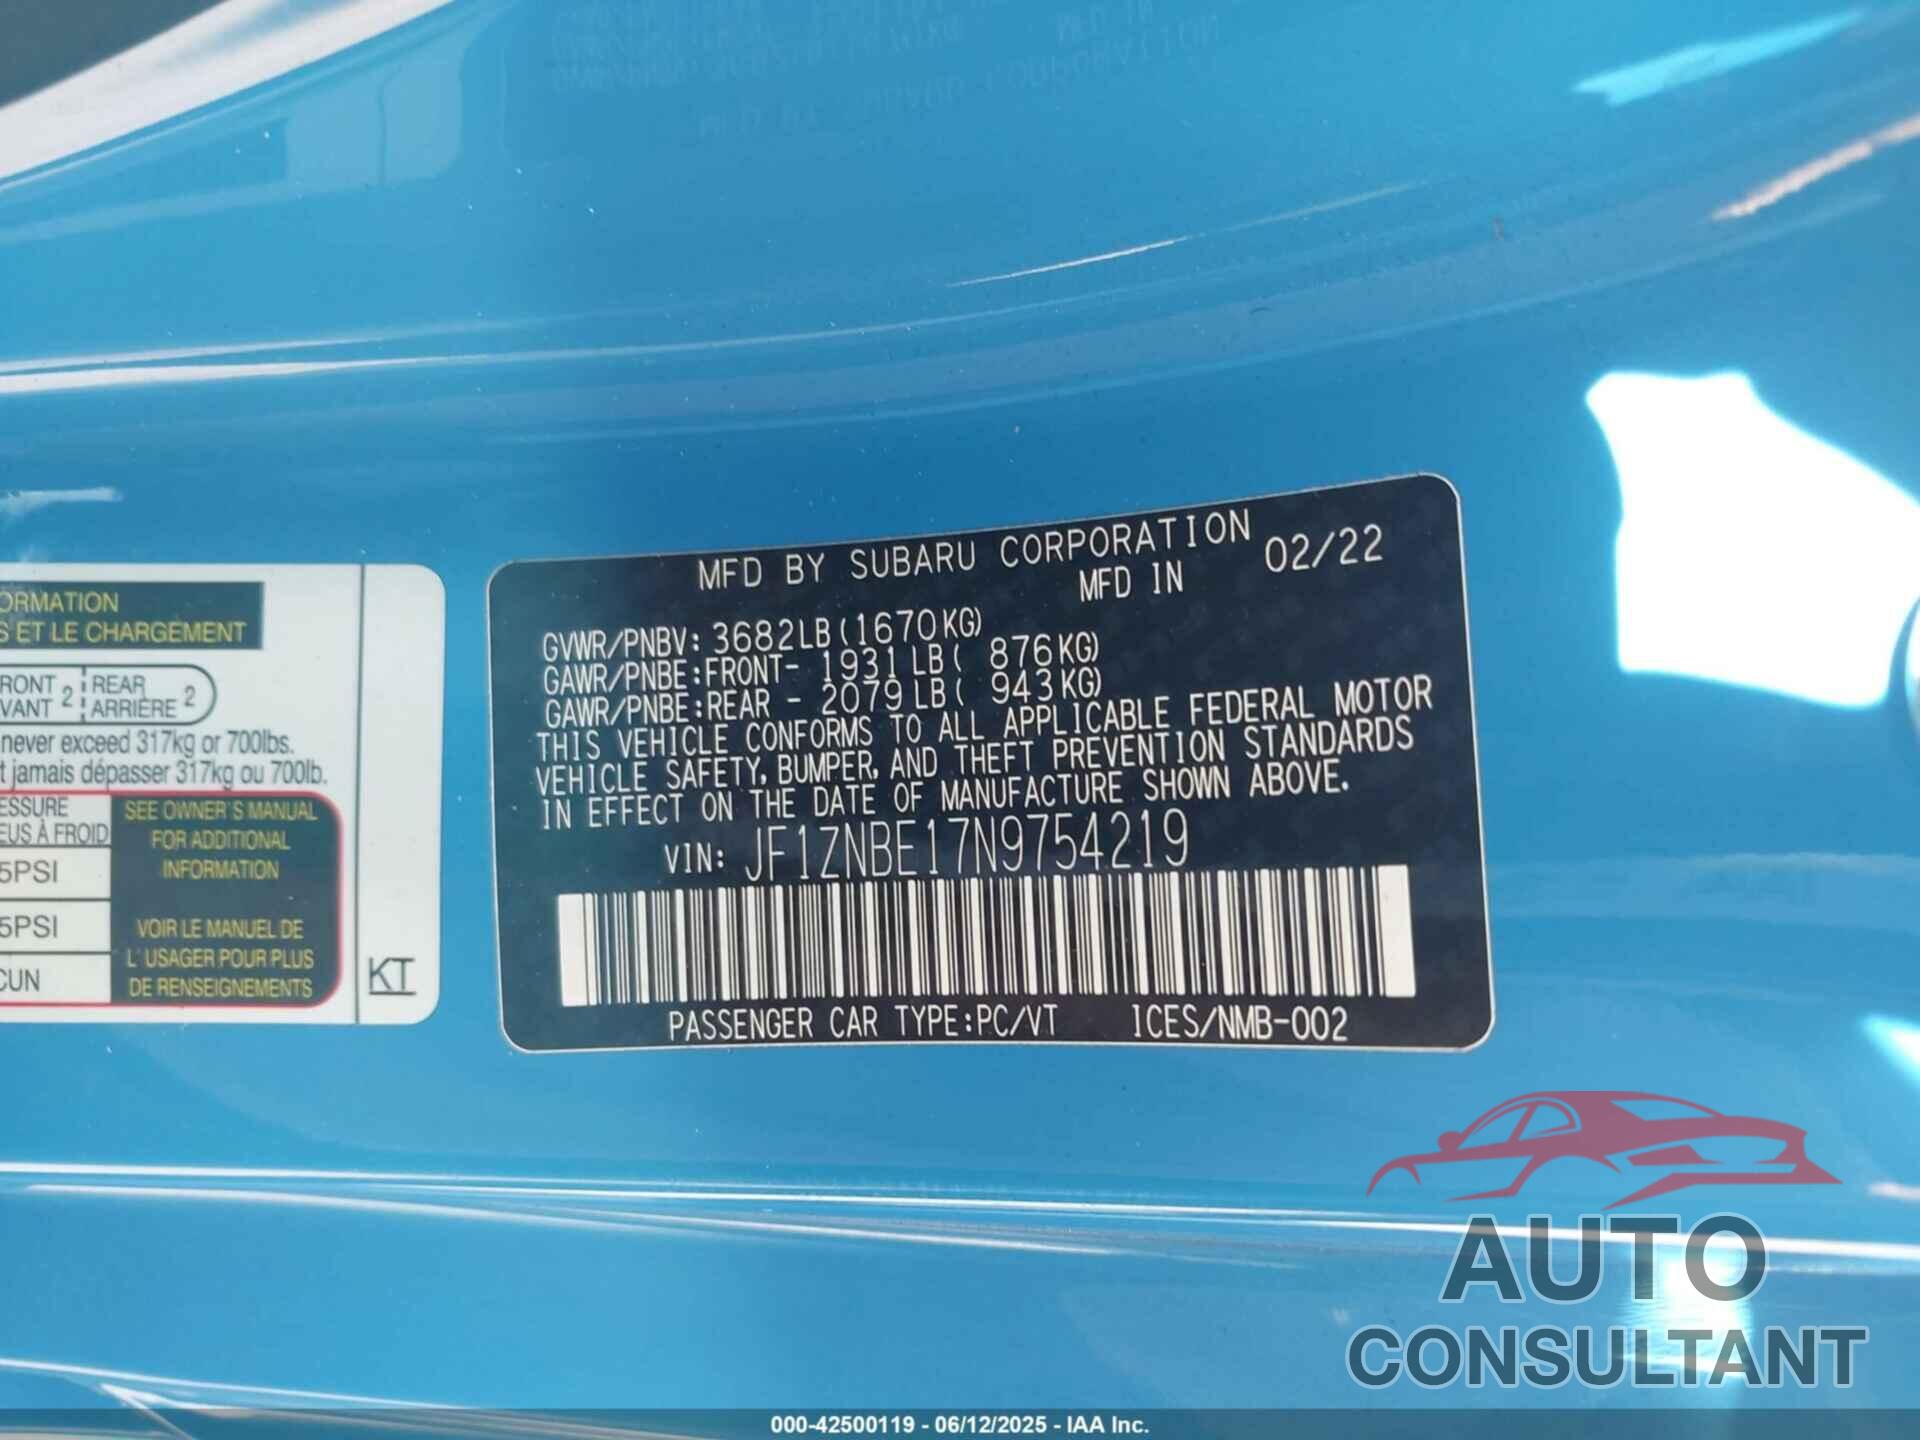 ORMATION
S ET LE CHARGEMENT
RONT 2 REAR 2
VANT ARRIÈRE
never exceed 317kg or 700lbs.
t jamais dépasser 317kg ou 700lb.
ESSURE
EUS À FROID
5PSI
5PSI
CUN
SEE OWNER'S MANUAL
FOR ADDITIONAL
INFORMATION
VOIR LE MANUEL DE
L'USAGER POUR PLUS
DE RENSEIGNEMENTS
KT
MFD BY SUBARU CORPORATION
MFD IN 02/22
GVWR/PNBV: 3682LB(1670KG)
GAWR/PNBE:FRONT- 1931LB( 876KG)
GAWR/PNBE:REAR - 2079LB( 943KG)
THIS VEHICLE CONFORMS TO ALL APPLICABLE FEDERAL MOTOR
VEHICLE SAFETY, BUMPER, AND THEFT PREVENTION STANDARDS
IN EFFECT ON THE DATE OF MANUFACTURE SHOWN ABOVE.
VIN: JF1ZNBE17N9754219
PASSENGER CAR TYPE:PC/VT ICES/NMB-002
AUTO
CONSULTANT
000-42500119 - 06/12/2025 - IAA Inc.